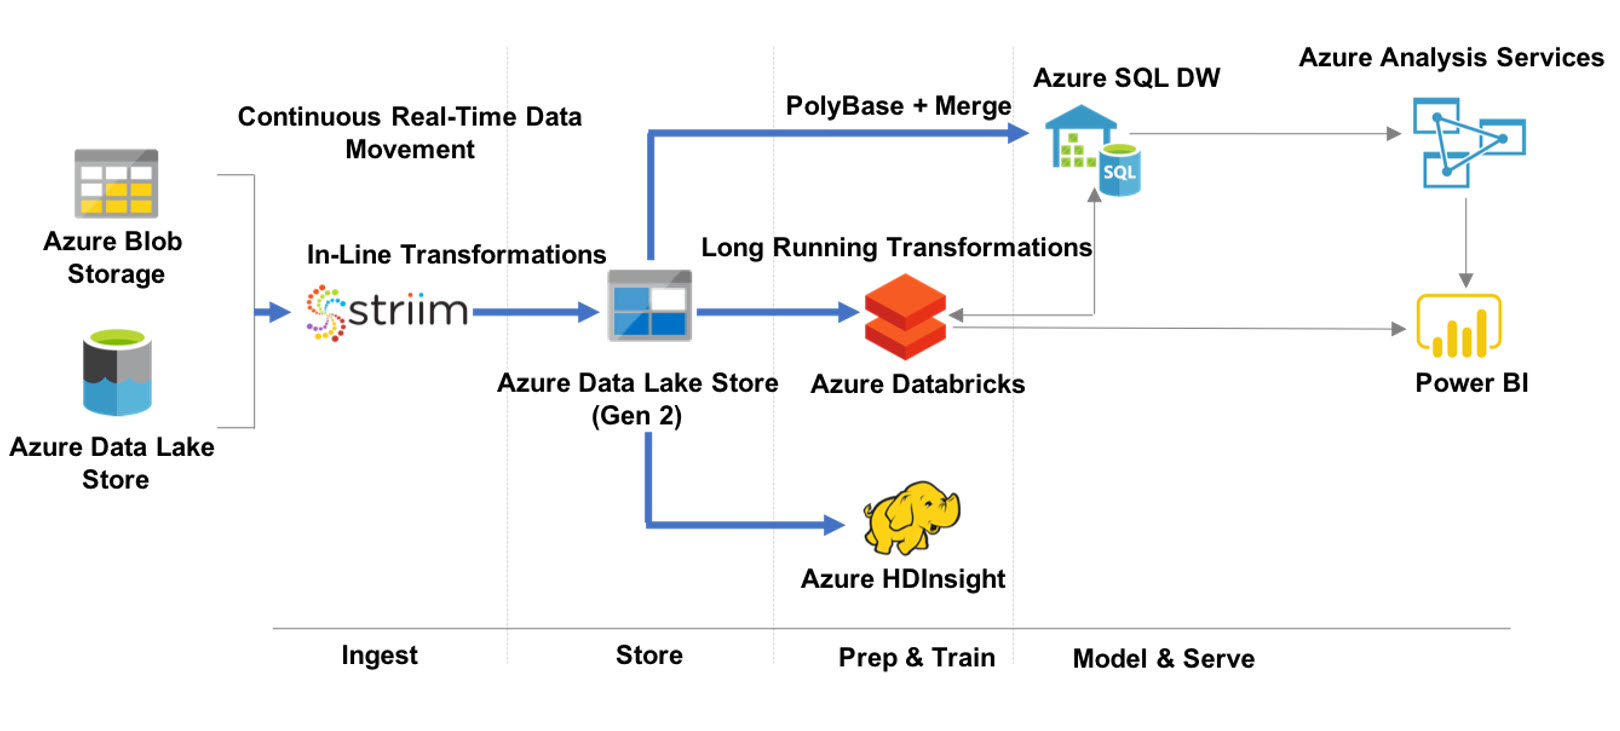 Azure Analysis Services
Azure SQL DW
PolyBase + Merge
Continuous Real-Time Data
Movement
SQL
Azure Blob
Storage
In-Line Transformations
Long Running Transformations
striim
Azure Data Lake Store
(Gen 2)
Azure Databricks
Power BI
Azure Data Lake
Store
Azure HDInsight
Ingest
Store
Prep & Train
Model & Serve